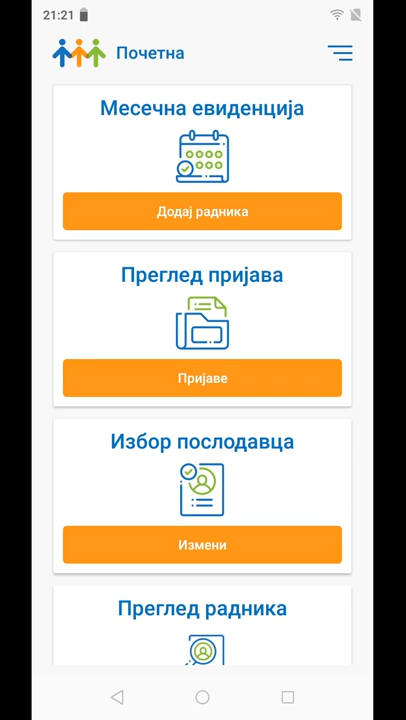 21:21
Почетна
Месечна евиденција
Додај радника
Преглед пријава
Пријаве
Избор послодавца
Измени
Преглед радника